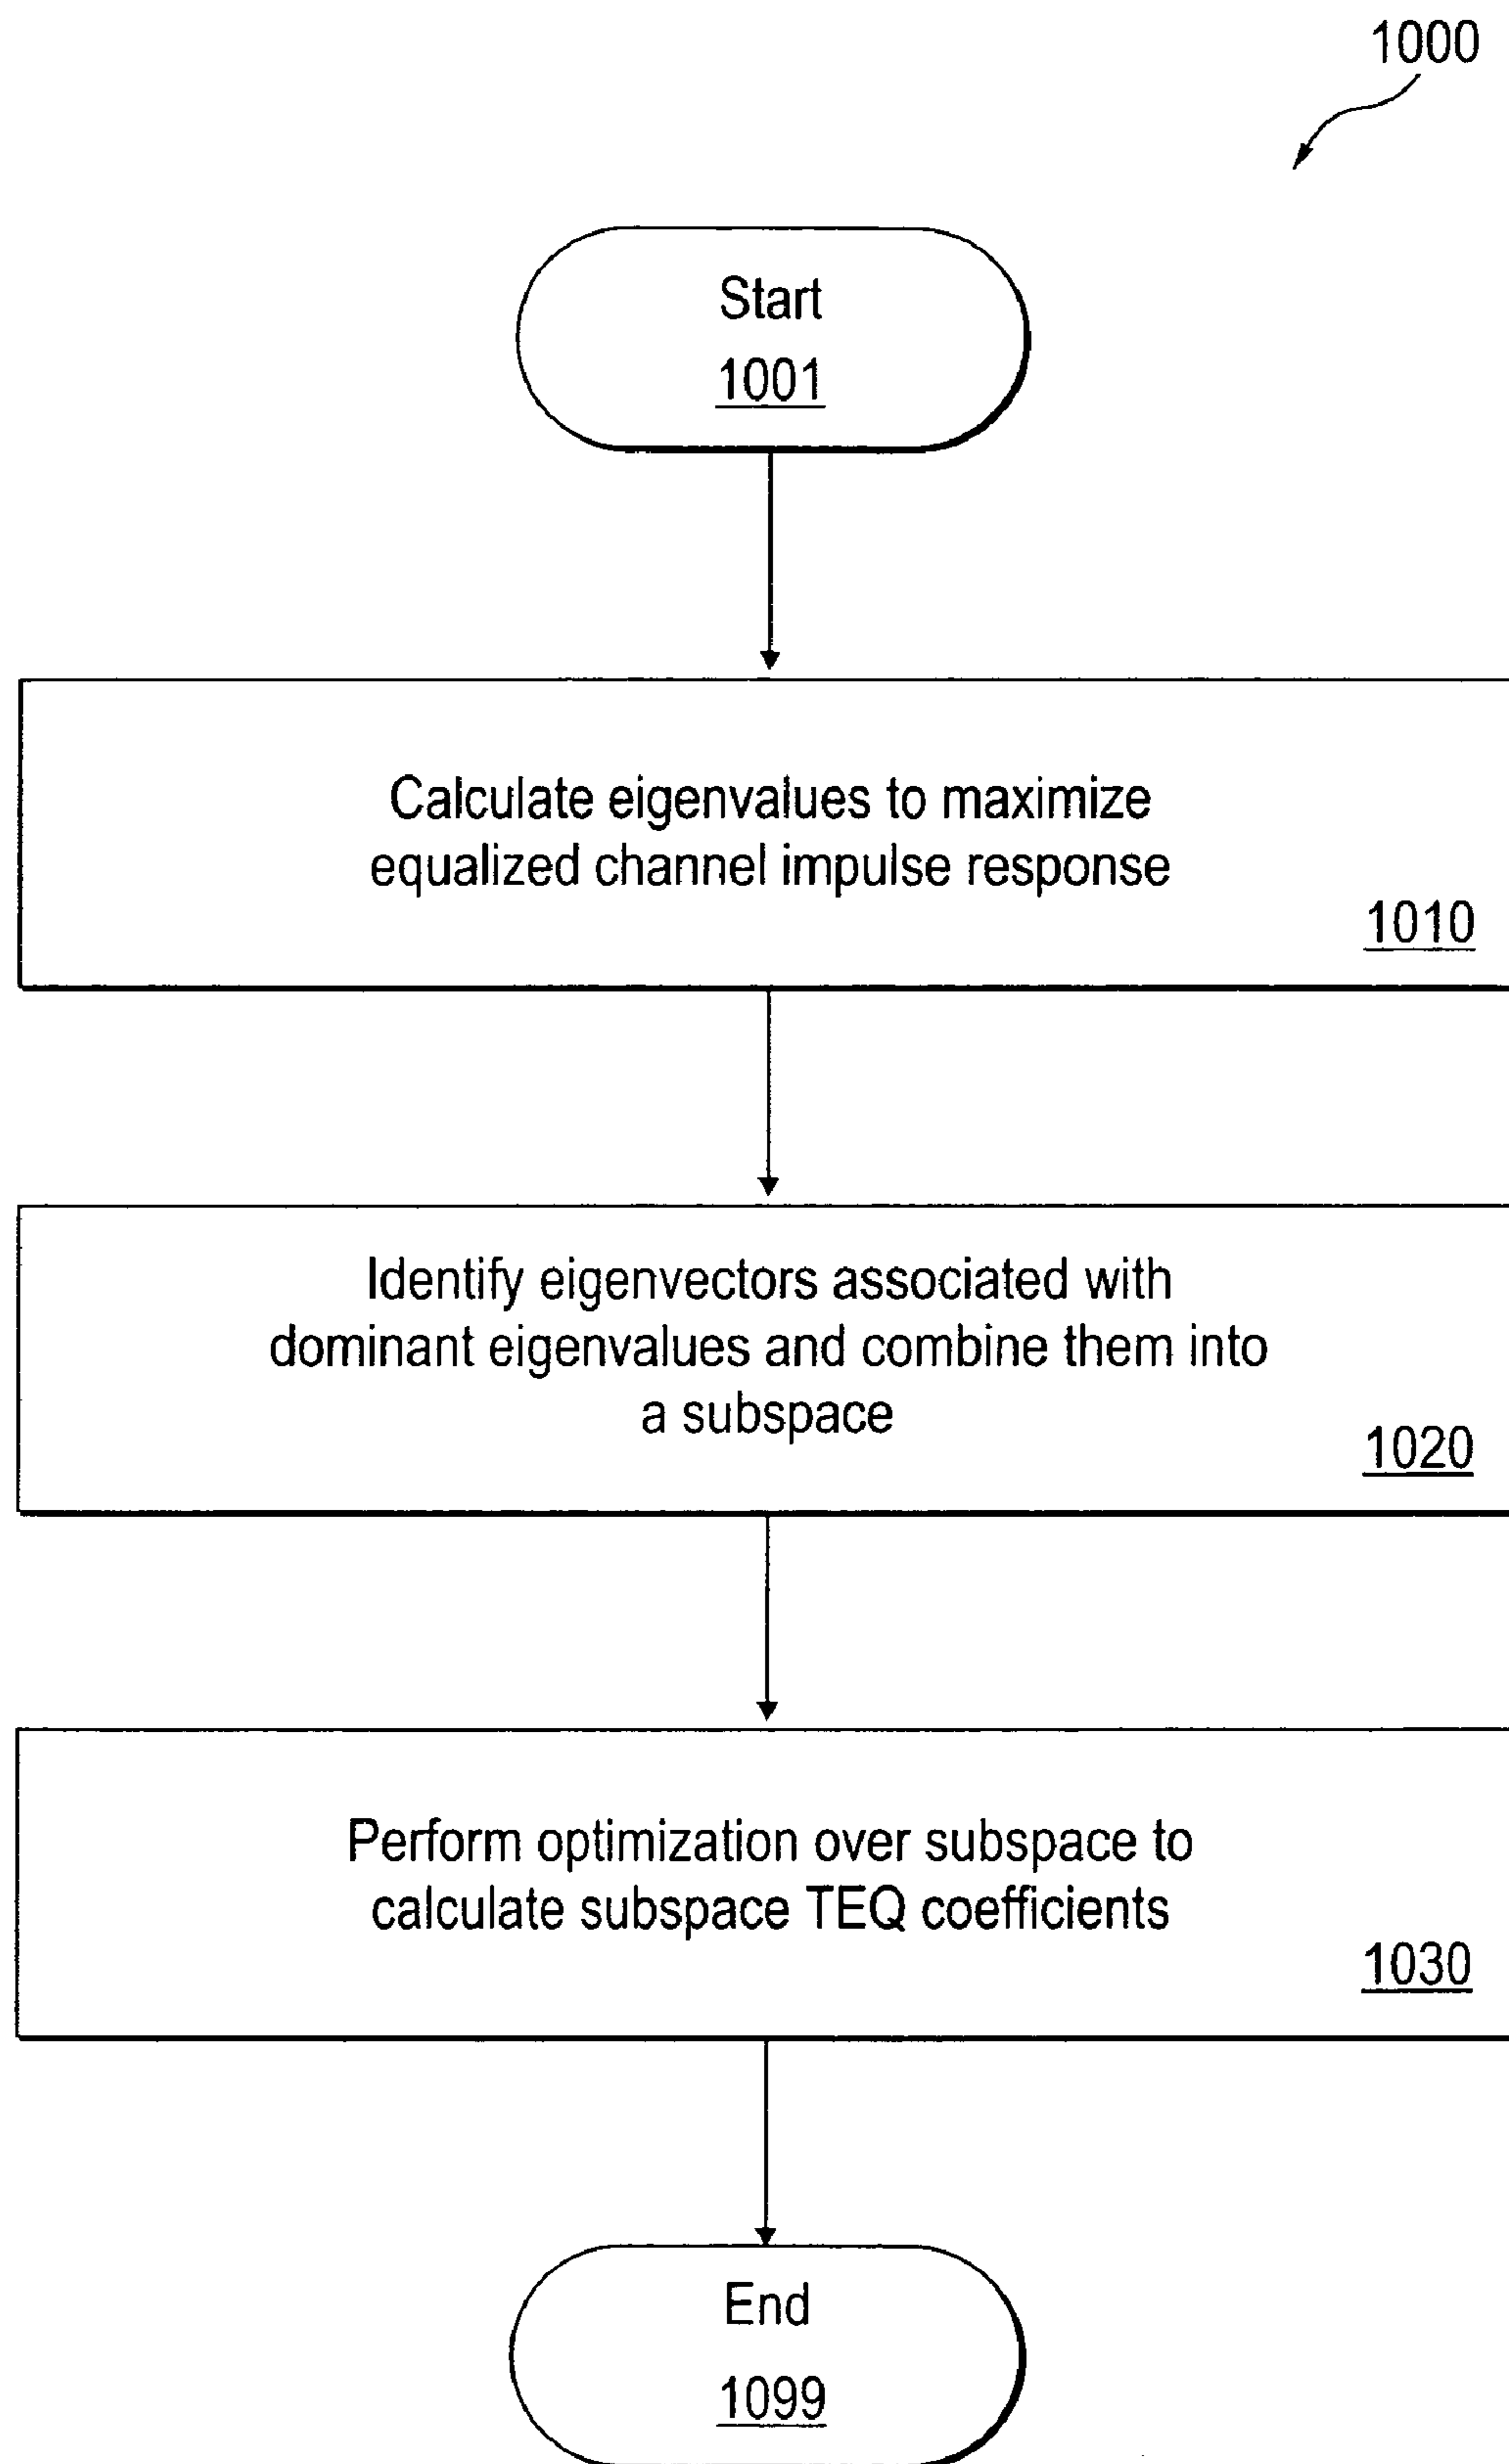 1000
Start
1001
Calculate eigenvalues to maximize
equalized channel impulse response
1010
Identify eigenvectors associated with
dominant eigenvalues and combine them into
a subspace
1020
Perform optimization over subspace to
calculate subspace TEQ coefficients
1030
End
1099